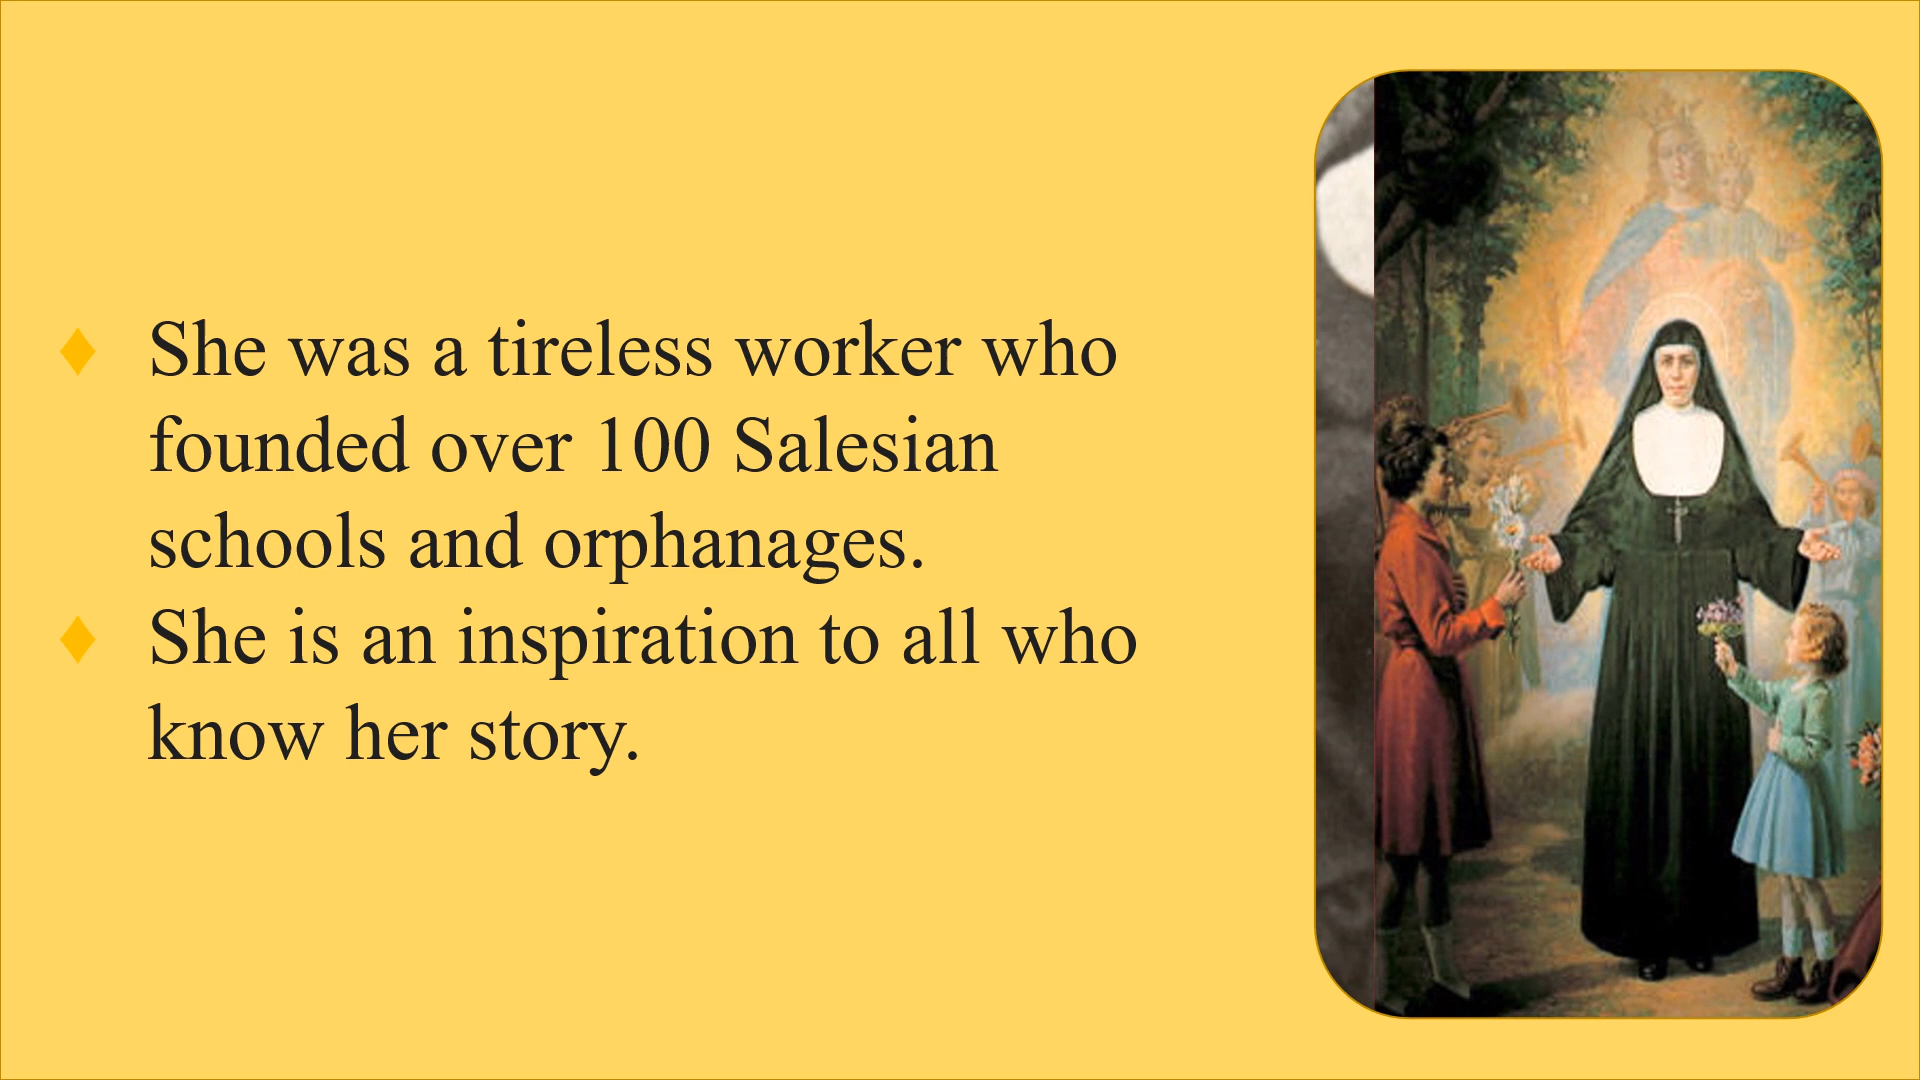 She was a tireless worker who
founded over 100 Salesian
schools and orphanages.
She is an inspiration to all who
know her story.